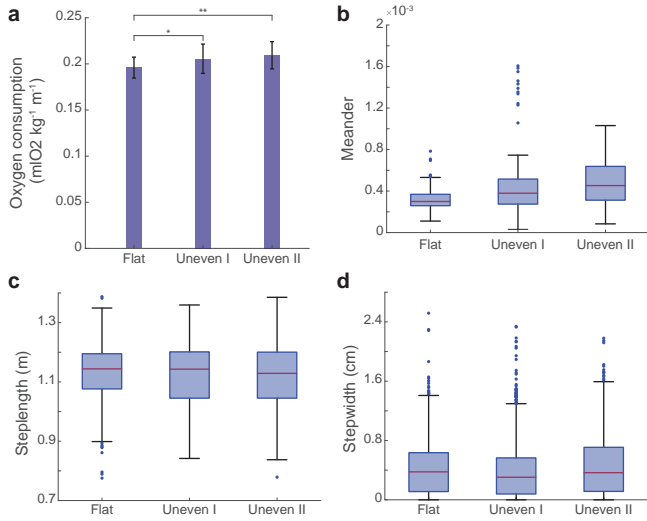 a
**
*
0.25
0.2
0.15
0.1
0.05
0
Oxygen consumption
(mlO2 kg⁻¹ m⁻¹)
Flat Uneven I Uneven II
b
×10⁻³
2
1.6
1.2
0.8
0.4
0
Meander
Flat Uneven I Uneven II
c
1.3
1.1
0.9
0.7
Steplength (m)
Flat Uneven I Uneven II
d
2.4
1.6
0.8
0
Stepwidth (cm)
Flat Uneven I Uneven II